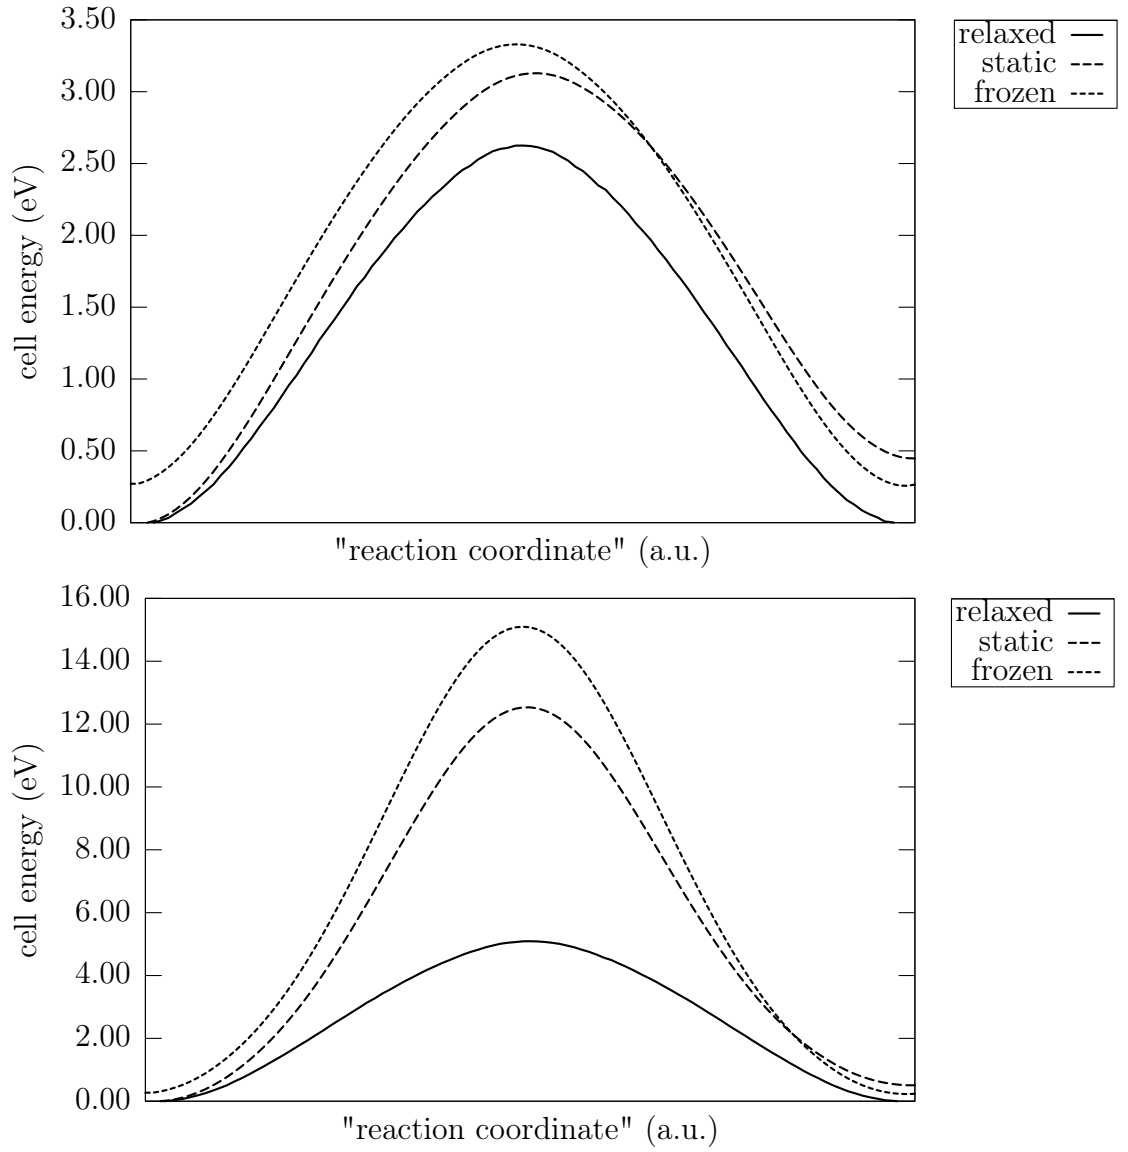 3.50
3.00
2.50
2.00
1.50
1.00
0.50
0.00
cell energy (eV)
"reaction coordinate" (a.u.)
relaxed
static
frozen
16.00
14.00
12.00
10.00
8.00
6.00
4.00
2.00
0.00
cell energy (eV)
"reaction coordinate" (a.u.)
relaxed
static
frozen